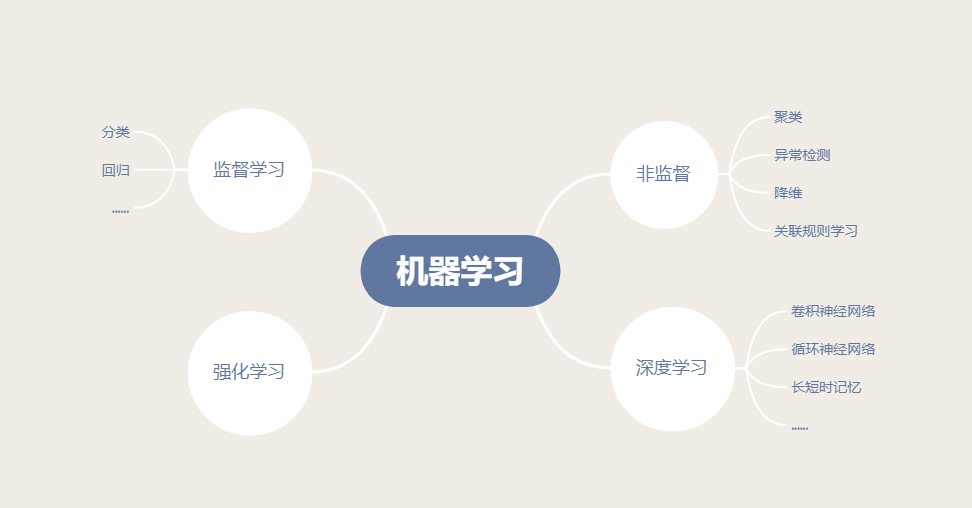 机器学习
监督学习
分类
回归
......
强化学习
非监督
聚类
异常检测
降维
关联规则学习
深度学习
卷积神经网络
循环神经网络
长短时记忆
......